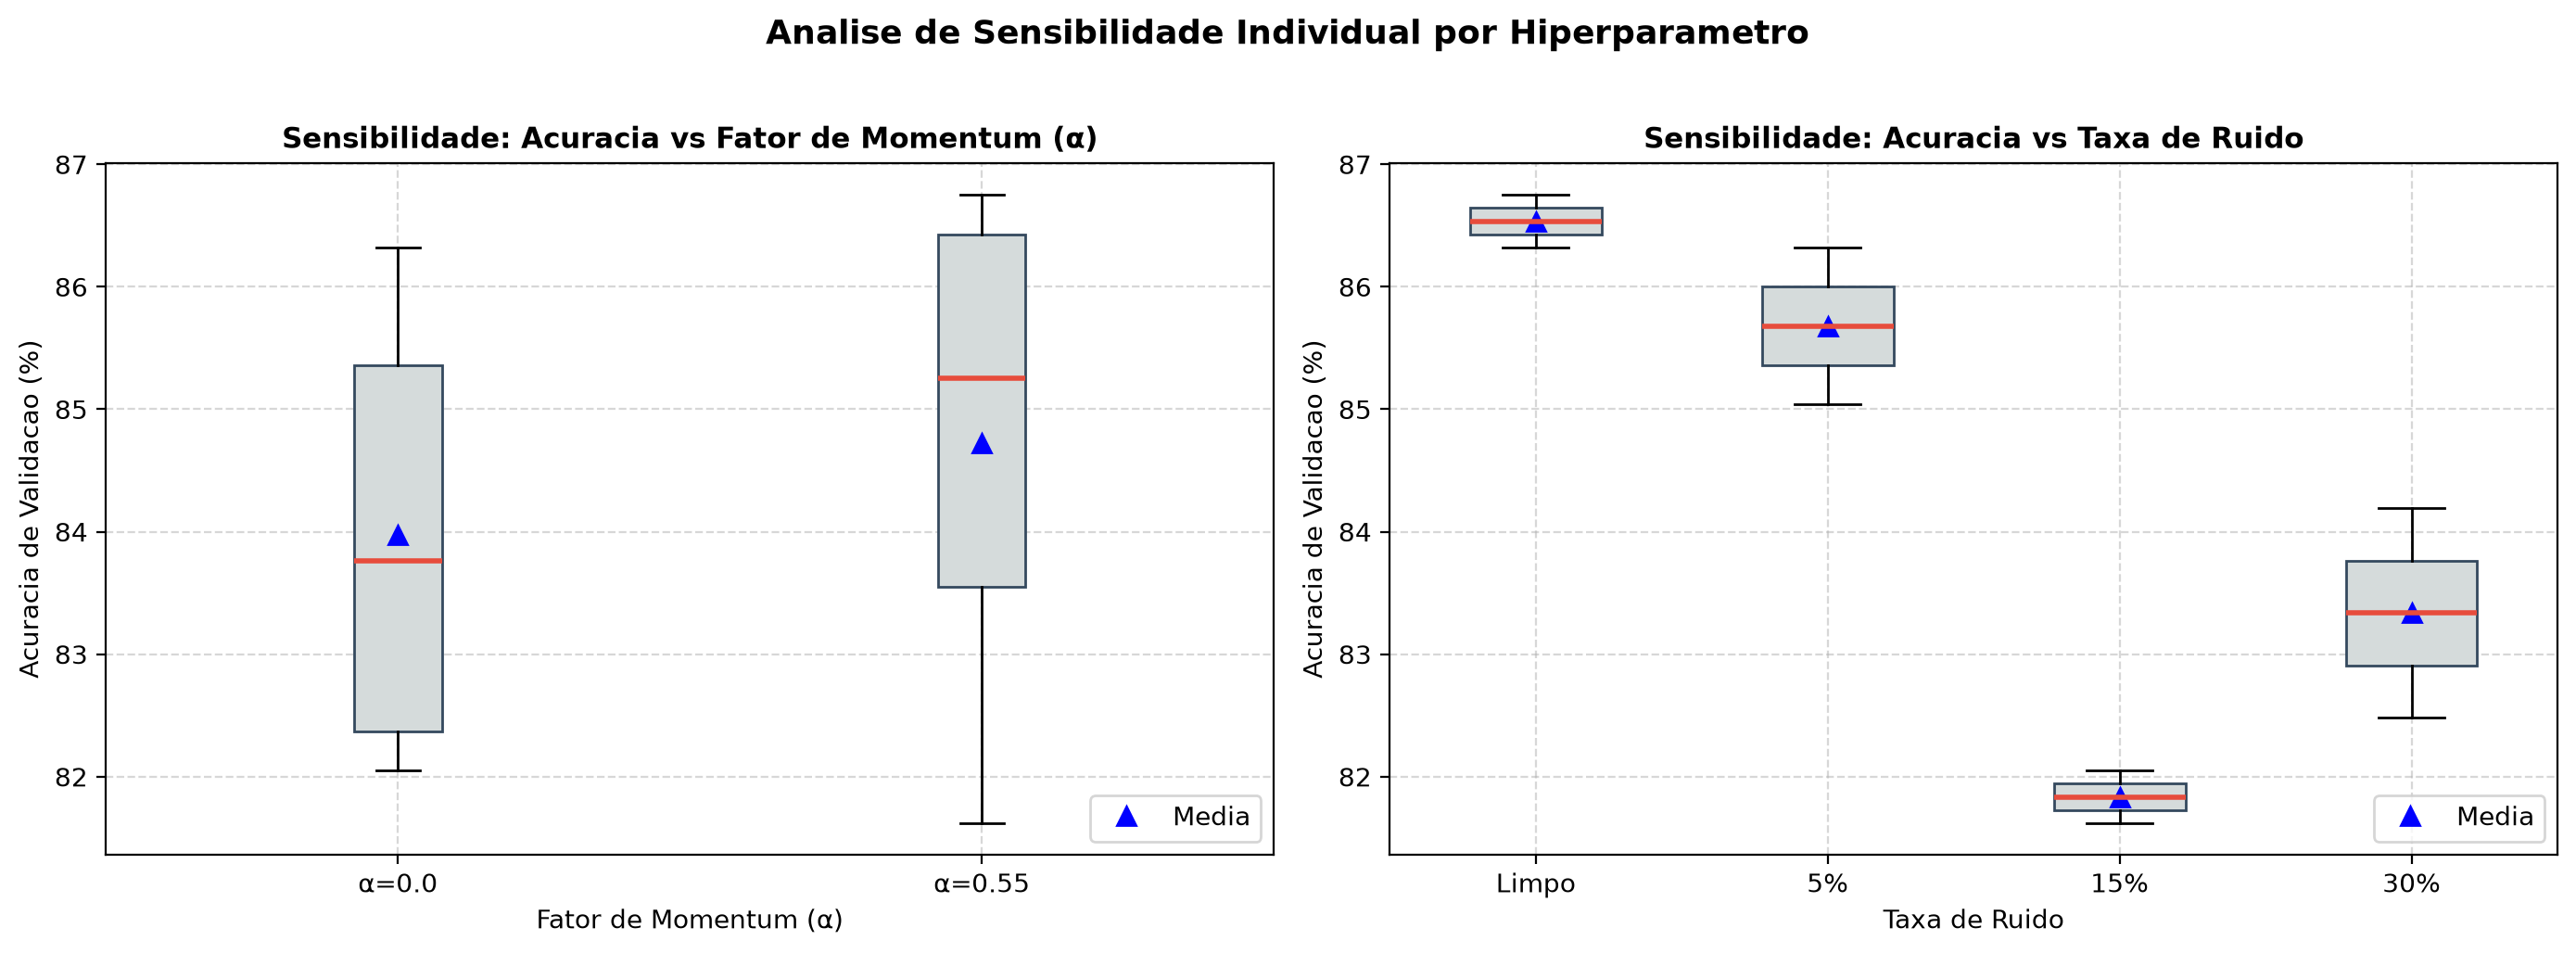 Analise de Sensibilidade Individual por Hiperparametro
Sensibilidade: Acuracia vs Fator de Momentum (α)
Acuracia de Validacao (%)
87
86
85
84
83
82
α=0.0
α=0.55
Fator de Momentum (α)
Media
Sensibilidade: Acuracia vs Taxa de Ruido
Acuracia de Validacao (%)
87
86
85
84
83
82
Limpo
5%
15%
30%
Taxa de Ruido
Media